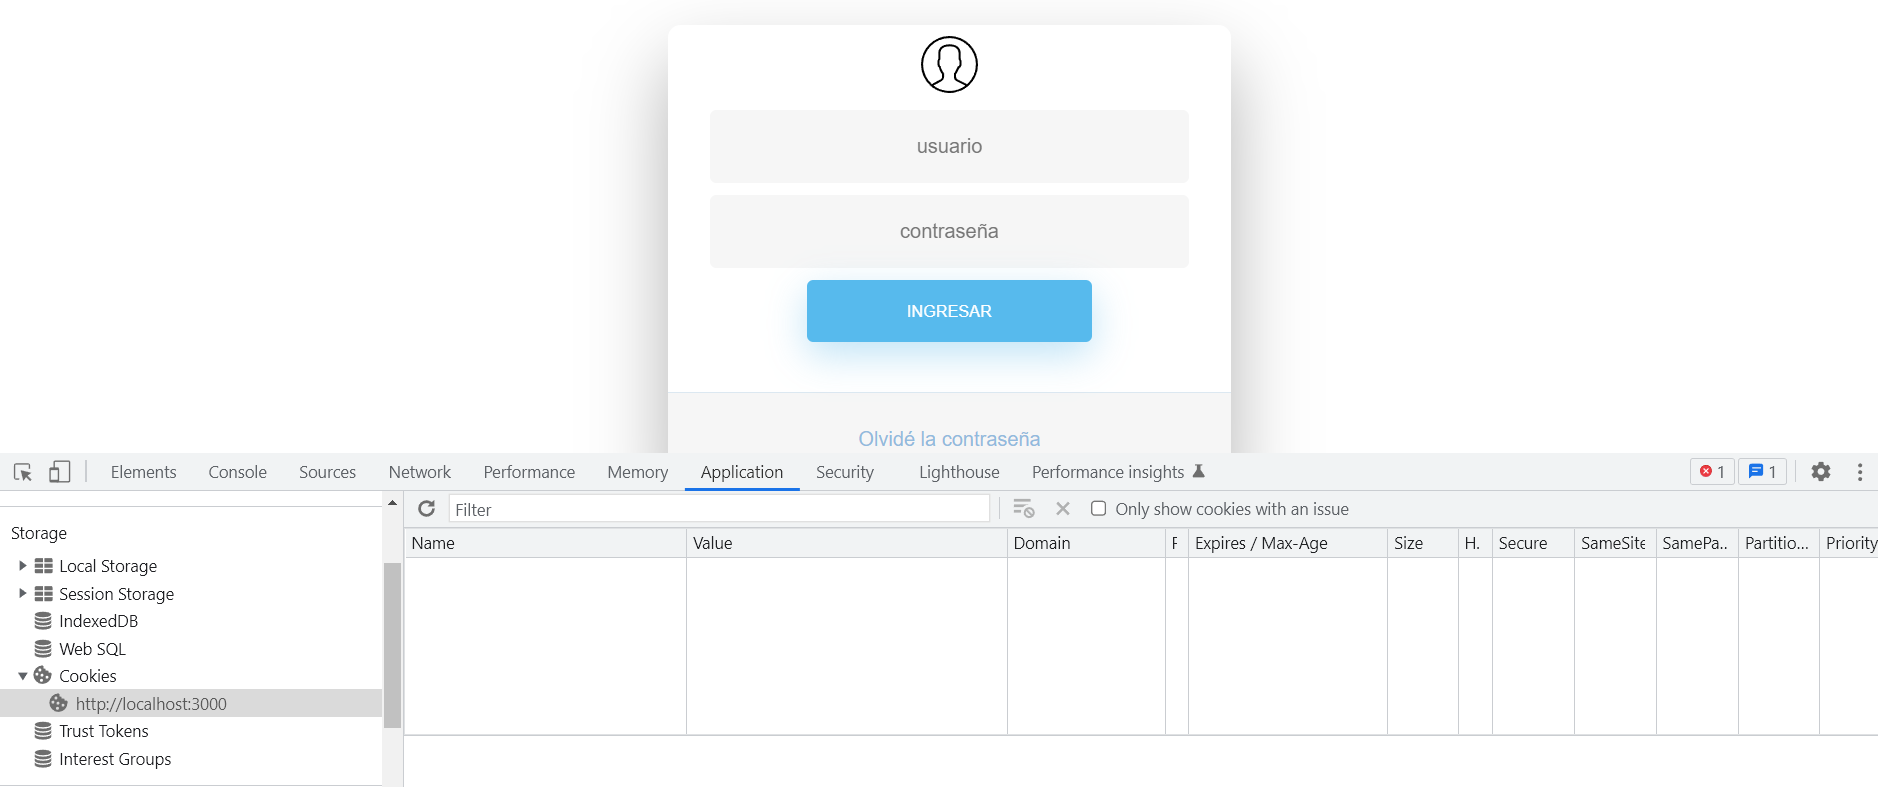 usuario
contraseña
INGRESAR
Olvidé la contraseña
Elements Console Sources Network Performance Memory Application Security Lighthouse Performance insights 1 1
Filter Only show cookies with an issue
Storage
Local Storage
Session Storage
IndexedDB
Web SQL
Cookies
http://localhost:3000
Trust Tokens
Interest Groups
Name Value Domain Expires / Max-Age Size H. Secure SameSite SamePa.. Partitio... Priority